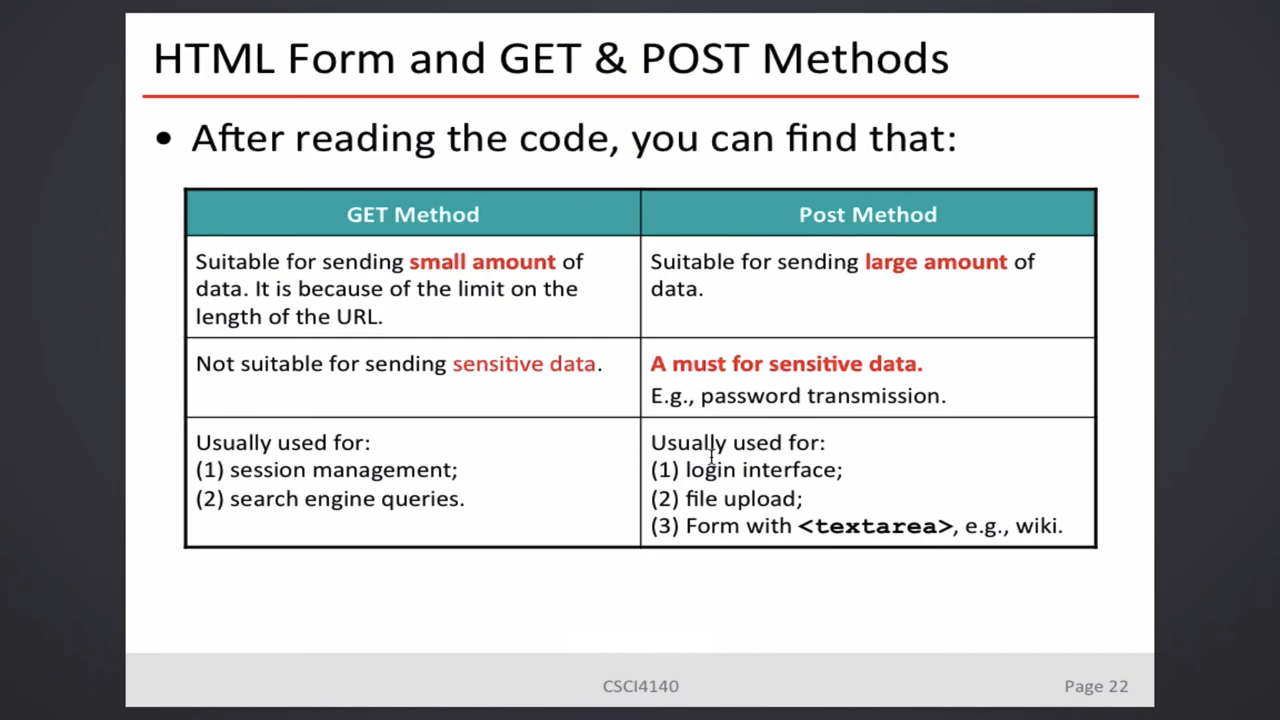 HTML Form and GET & POST Methods
• After reading the code, you can find that:
GET Method
Post Method
Suitable for sending small amount of
data. It is because of the limit on the
length of the URL.
Suitable for sending large amount of
data.
Not suitable for sending sensitive data.
A must for sensitive data.
E.g., password transmission.
Usually used for:
(1) session management;
(2) search engine queries.
Usually used for:
(1) login interface;
(2) file upload;
(3) Form with <textarea>, e.g., wiki.
CSCI4140
Page 22